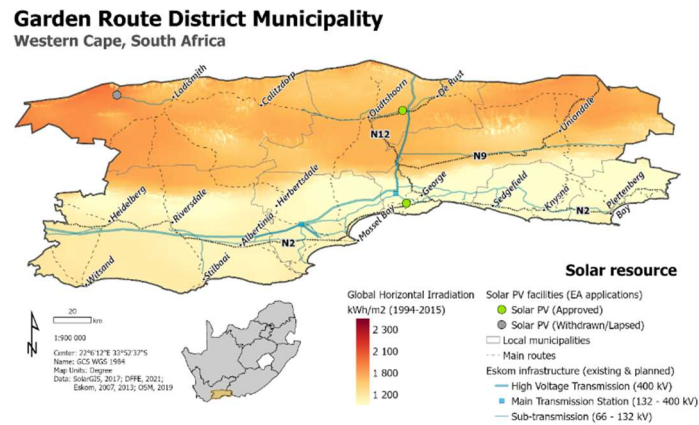 Garden Route District Municipality
Western Cape, South Africa
Ladismith
Calitzdorp
Oudtshoorn
De Rust
Uniondale
N12
N9
Heidelberg
Riversdale
Herbertsdale
George
Sedgefield
Knysna
Plettenberg
Bay
N2
Albertinia
N2
Mossel Bay
Witsand
Stilbaai
Solar resource
20
km
1:900 000
Center: 22°6'12"E 33°52'37"S
Name: GCS WGS 1984
Map Units: Degree
Data: SolarGIS, 2017; DFFE, 2021;
Eskom, 2007, 2013; OSM, 2019
Global Horizontal Irradiation
kWh/m2 (1994-2015)
2 300
2 100
1 800
1 200
Solar PV facilities (EA applications)
Solar PV (Approved)
Solar PV (Withdrawn/Lapsed)
Local municipalities
Main routes
Eskom infrastructure (existing & planned)
High Voltage Transmission (400 kV)
Main Transmission Station (132 - 400 kV)
Sub-transmission (66 - 132 kV)